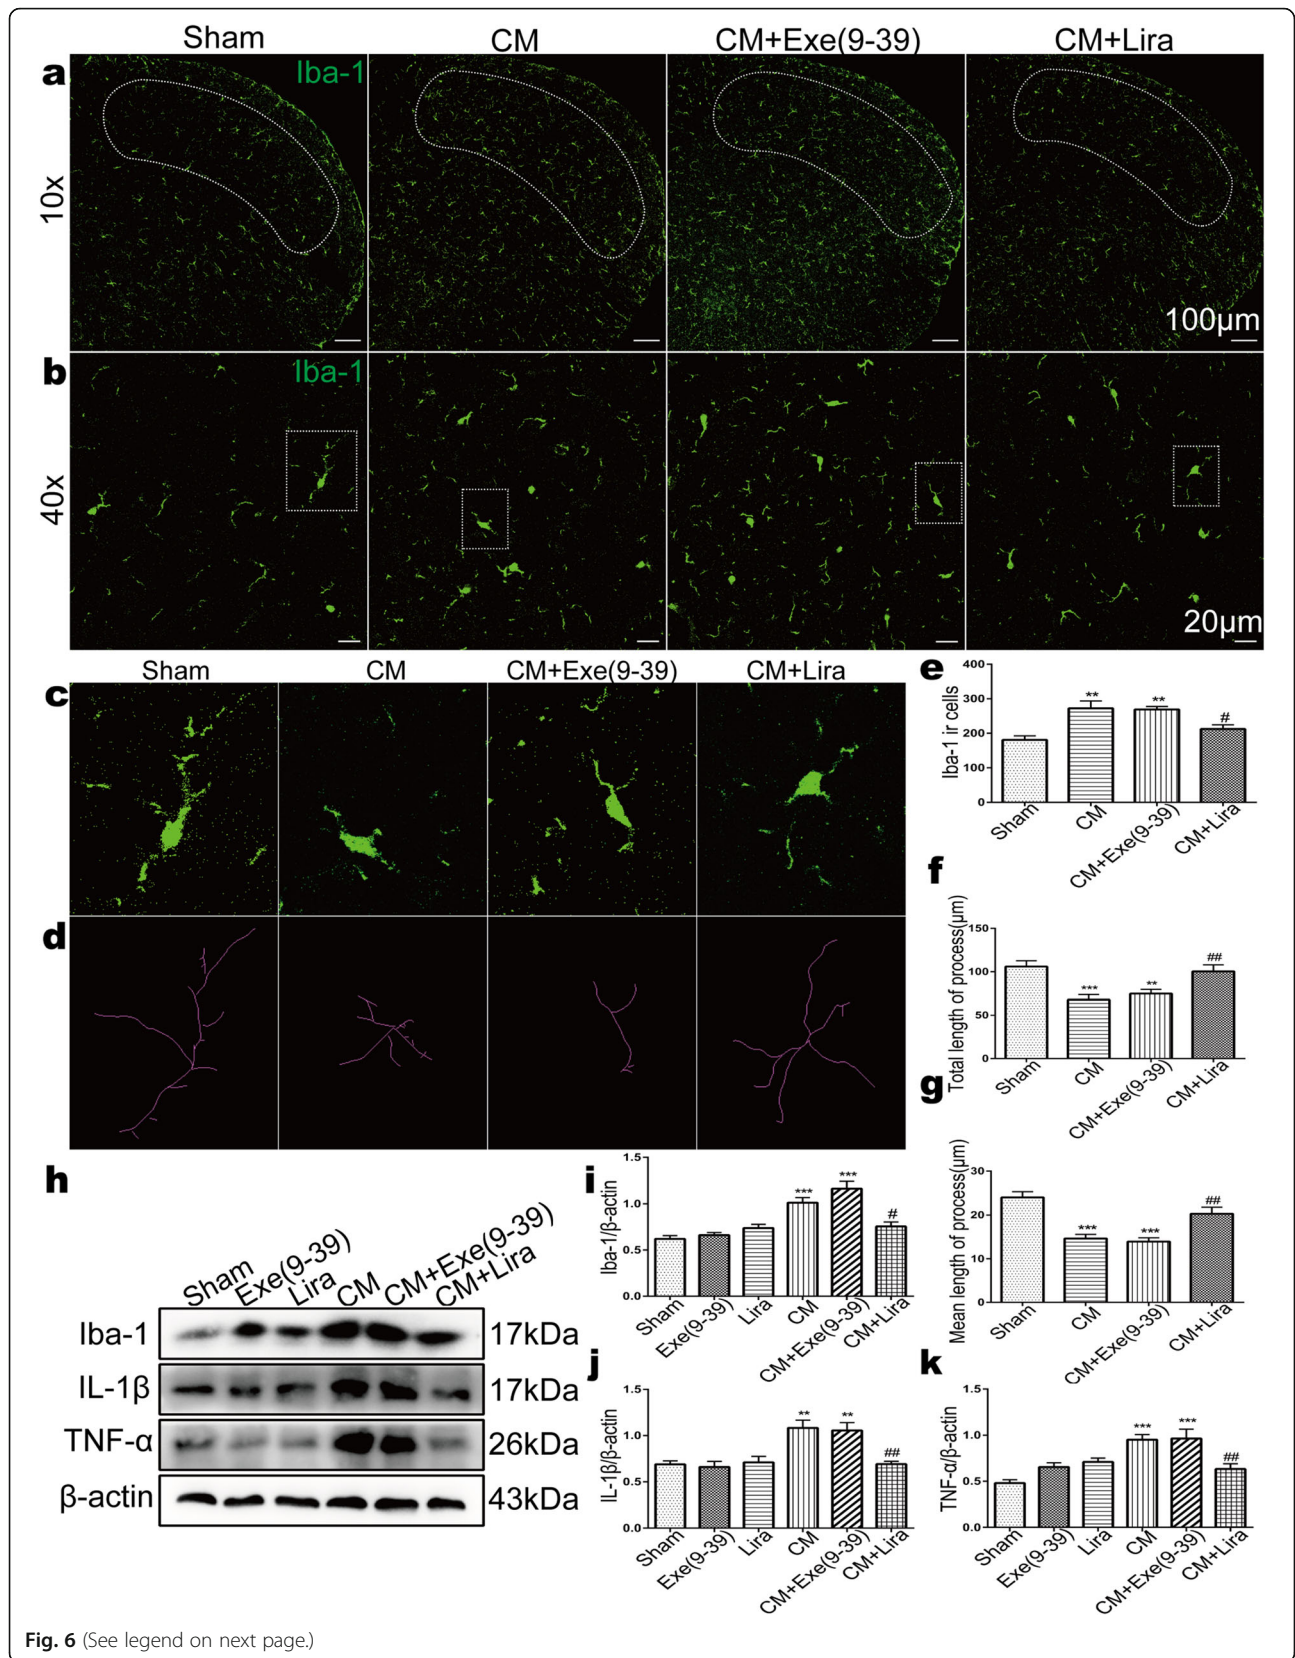 Sham CM CM+Exe(9-39) CM+Lira
a Iba-1
10x
100μm
b Iba-1
40x
20μm
Sham CM CM+Exe(9-39) CM+Lira
c
d
e
Iba-1 ir cells
400
300
200
100
0
** ** #
Sham CM CM+Exe(9-39) CM+Lira
f
Total length of process(μm)
150
100
50
0
*** ** ##
Sham CM CM+Exe(9-39) CM+Lira
g
Mean length of process(μm)
30
20
10
0
*** *** ##
Sham CM CM+Exe(9-39) CM+Lira
h
Sham Exe(9-39) Lira CM CM+Exe(9-39) CM+Lira
Iba-1 17kDa
IL-1β 17kDa
TNF-α 26kDa
β-actin 43kDa
i
Iba-1/β-actin
1.5
1.0
0.5
0.0
*** *** #
Sham Exe(9-39) Lira CM CM+Exe(9-39) CM+Lira
j
IL-1β/β-actin
1.5
1.0
0.5
0.0
** ** ##
Sham Exe(9-39) Lira CM CM+Exe(9-39) CM+Lira
k
TNF-α/β-actin
1.5
1.0
0.5
0.0
*** *** ##
Sham Exe(9-39) Lira CM CM+Exe(9-39) CM+Lira
Fig. 6 (See legend on next page.)